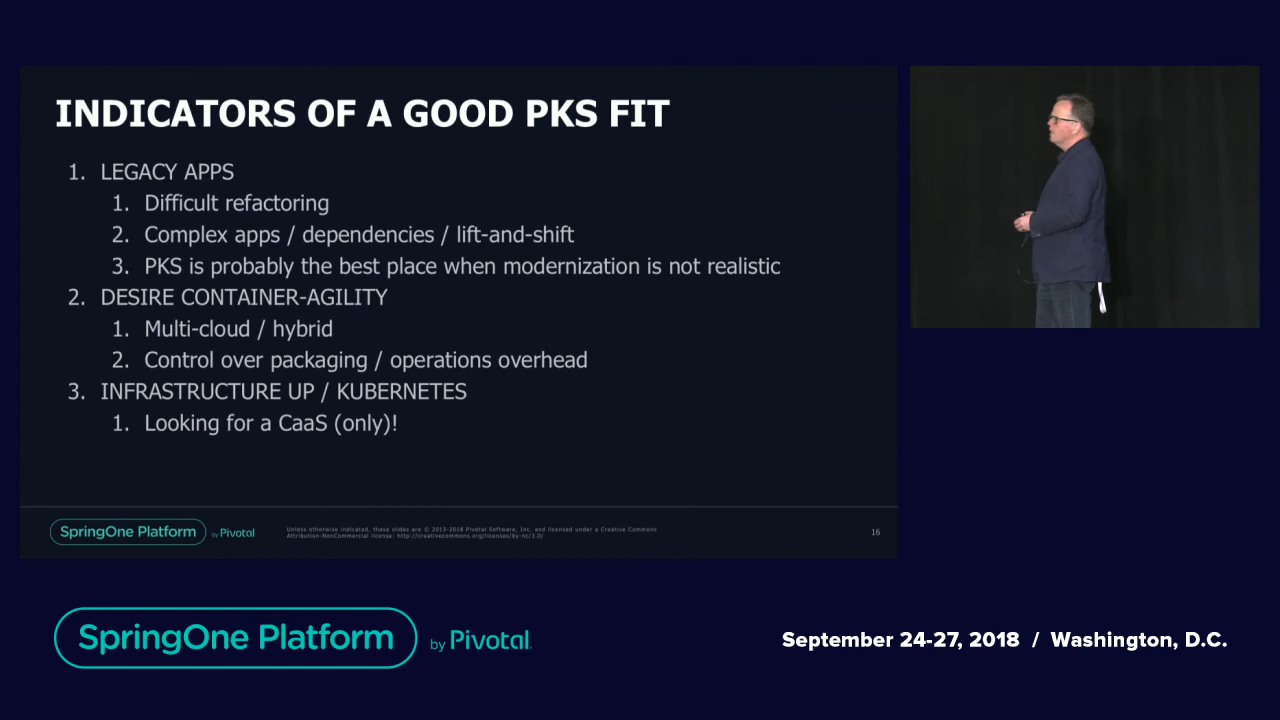 INDICATORS OF A GOOD PKS FIT
1. LEGACY APPS
1. Difficult refactoring
2. Complex apps / dependencies / lift-and-shift
3. PKS is probably the best place when modernization is not realistic
2. DESIRE CONTAINER-AGILITY
1. Multi-cloud / hybrid
2. Control over packaging / operations overhead
3. INFRASTRUCTURE UP / KUBERNETES
1. Looking for a CaaS (only)!
SpringOne Platform by Pivotal
Unless otherwise indicated, these slides are © 2013-2018 Pivotal Software, Inc. and licensed under a Creative Commons
Attribution-NonCommercial license: http://creativecommons.org/licenses/by-nc/3.0/
16
SpringOne Platform by Pivotal.
September 24-27, 2018 / Washington, D.C.